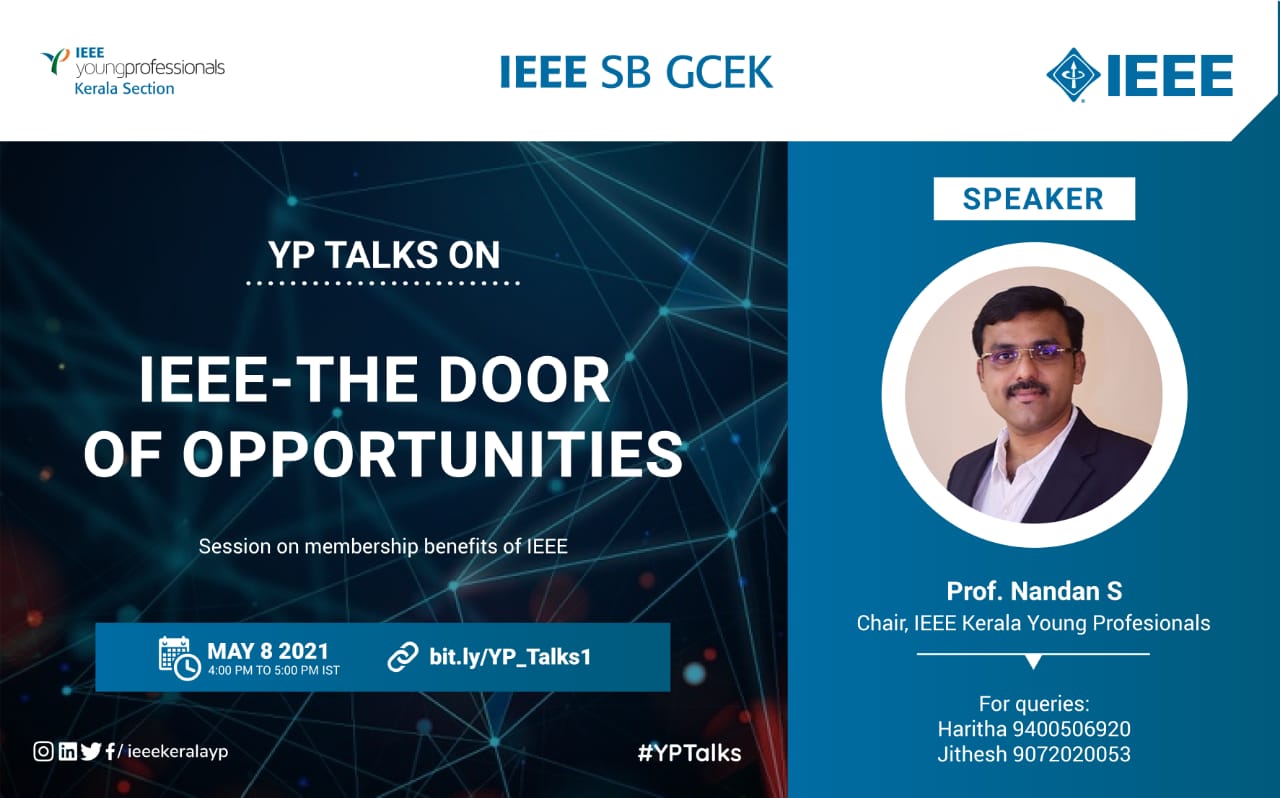 IEEE
youngprofessionals
Kerala Section
IEEE SB GCEK
IEEE
YP TALKS ON
IEEE-THE DOOR
OF OPPORTUNITIES
Session on membership benefits of IEEE
MAY 8 2021
4:00 PM TO 5:00 PM IST
bit.ly/YP_Talks1
/ieeekeralayp
#YPTalks
SPEAKER
Prof. Nandan S
Chair, IEEE Kerala Young Profesionals
For queries:
Haritha 9400506920
Jithesh 9072020053